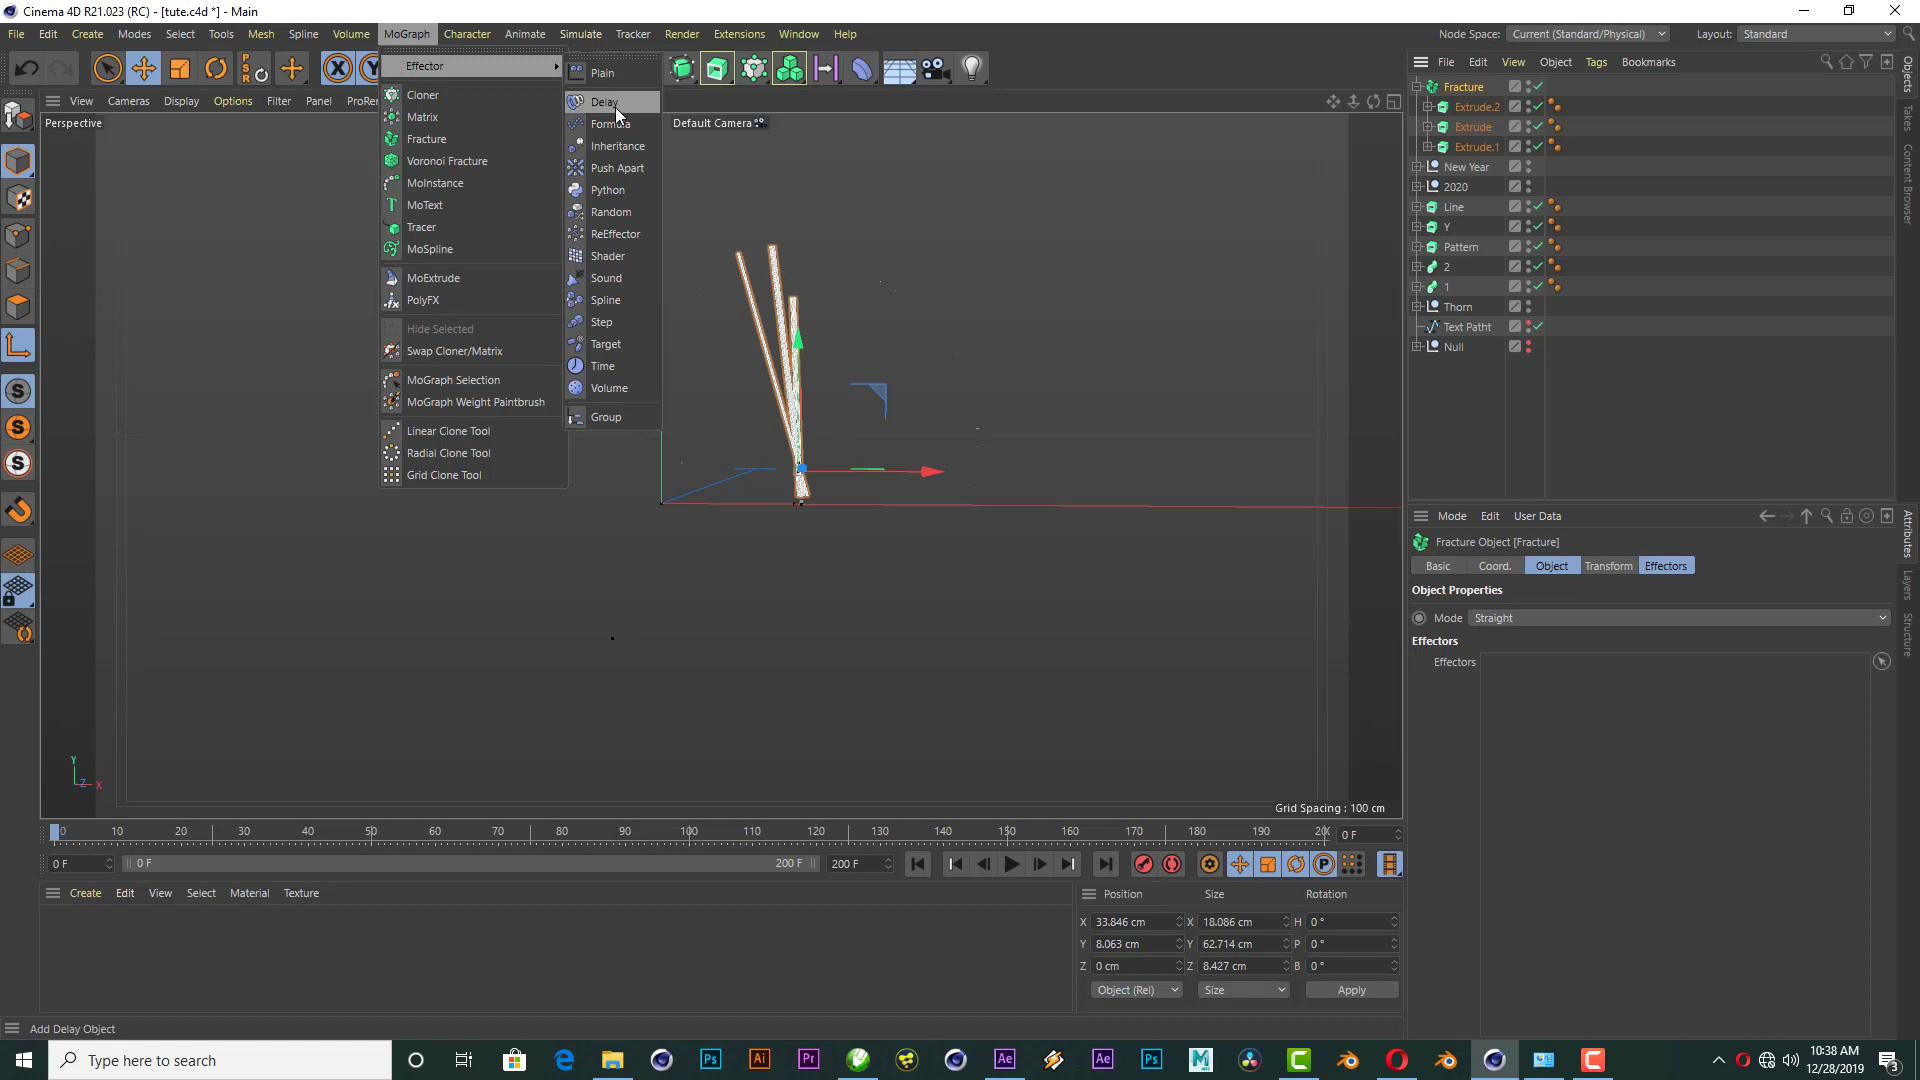 Cinema 4D R21.023 (RC) - [tute.c4d *] - Main
File Edit Create Modes Select Tools Mesh Spline Volume MoGraph Character Simulate Animate Tracker Render Extensions Window Help
Node Space: Current (Standard/Physical) Layout: Standard
View Cameras Display Options Filter Panel ProRen
Perspective
Default Camera
Effector
Cloner
Matrix
Fracture
Voronoi Fracture
MoInstance
MoText
Tracer
MoSpline
MoExtrude
PolyFX
Hide Selected
Swap Cloner/Matrix
MoGraph Selection
MoGraph Weight Paintbrush
Linear Clone Tool
Radial Clone Tool
Grid Clone Tool
Plain
Delay
Formula
Inheritance
Push Apart
Python
Random
ReEffector
Shader
Sound
Spline
Step
Target
Time
Volume
Group
File Edit View Object Tags Bookmarks
Fracture
Extrude.2
Extrude
Extrude.1
New Year
2020
Line
Y
Pattern
2
1
Thorn
Text Patht
Null
Objects
Takes
Content Browser
Mode Edit User Data
Fracture Object [Fracture]
Basic Coord. Object Transform Effectors
Object Properties
Mode Straight
Effectors
Effectors
Attributes
Layers
Structure
Y
Z X
Grid Spacing : 100 cm
0 10 20 30 40 50 60 70 80 90 100 110 120 130 140 150 160 170 180 190 0 F
0 F 0 F 200 F 200 F
Create Edit View Select Material Texture
Position Size Rotation
X 33.846 cm X 18.086 cm H 0 °
Y 8.063 cm Y 62.714 cm P 0 °
Z 0 cm Z 8.427 cm B 0 °
Object (Rel) Size Apply
Add Delay Object
Type here to search
10:38 AM
12/28/2019
3